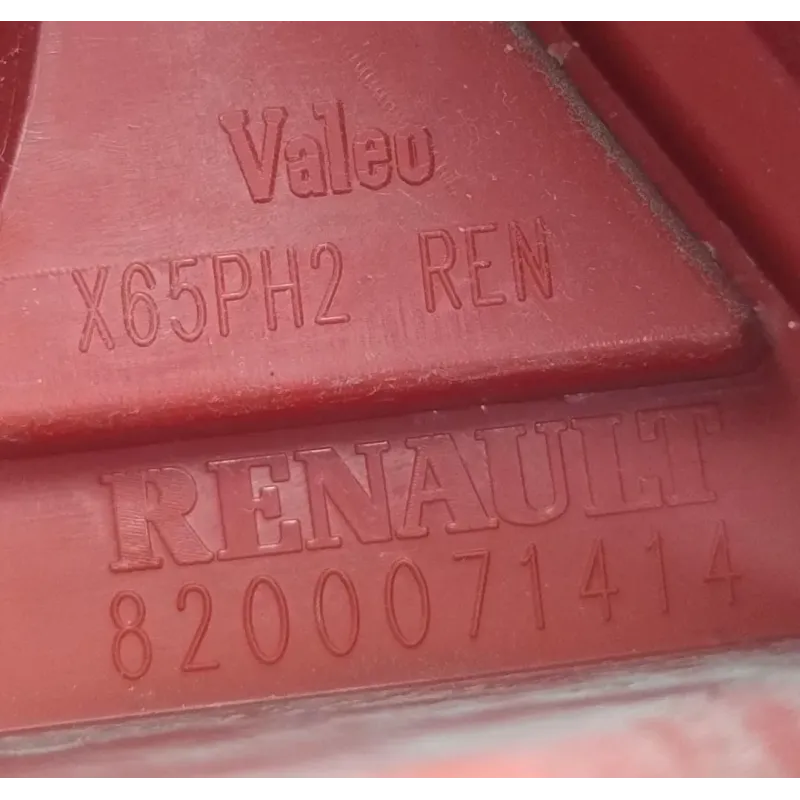 Valeo
X65PH2 REN
RENAULT
8200071414